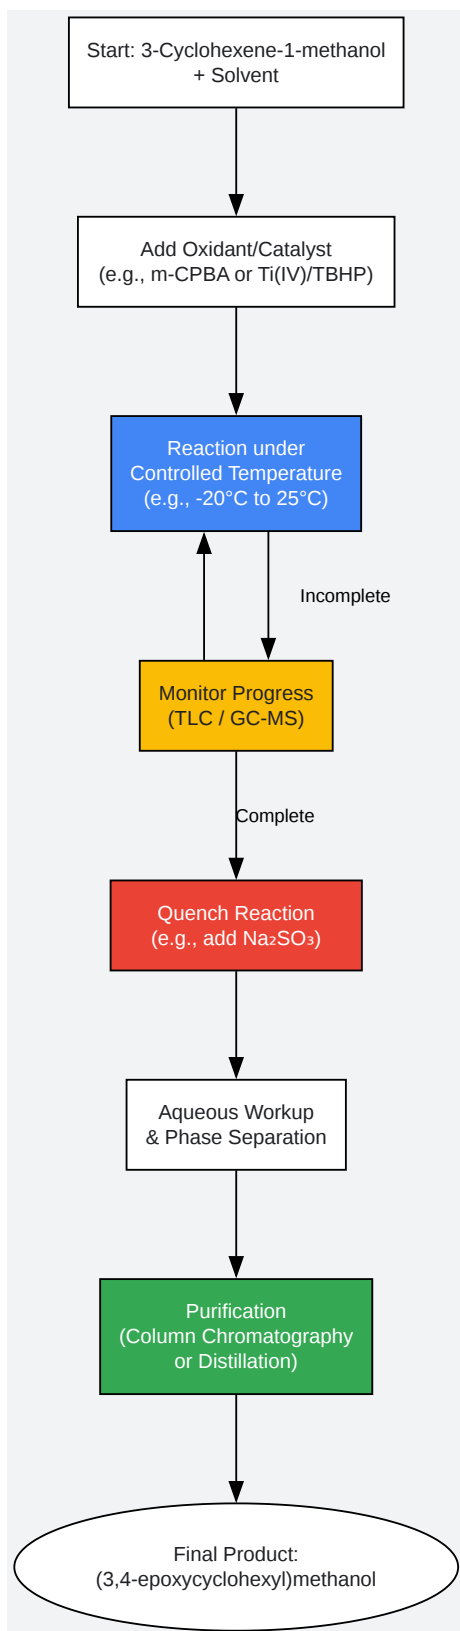 Start: 3-Cyclohexene-1-methanol
+ Solvent
Add Oxidant/Catalyst
(e.g., m-CPBA or Ti(IV)/TBHP)
Reaction under
Controlled Temperature
(e.g., -20°C to 25°C)
Incomplete
Monitor Progress
(TLC / GC-MS)
Complete
Quench Reaction
(e.g., add Na₂SO₃)
Aqueous Workup
& Phase Separation
Purification
(Column Chromatography
or Distillation)
Final Product:
(3,4-epoxycyclohexyl)methanol